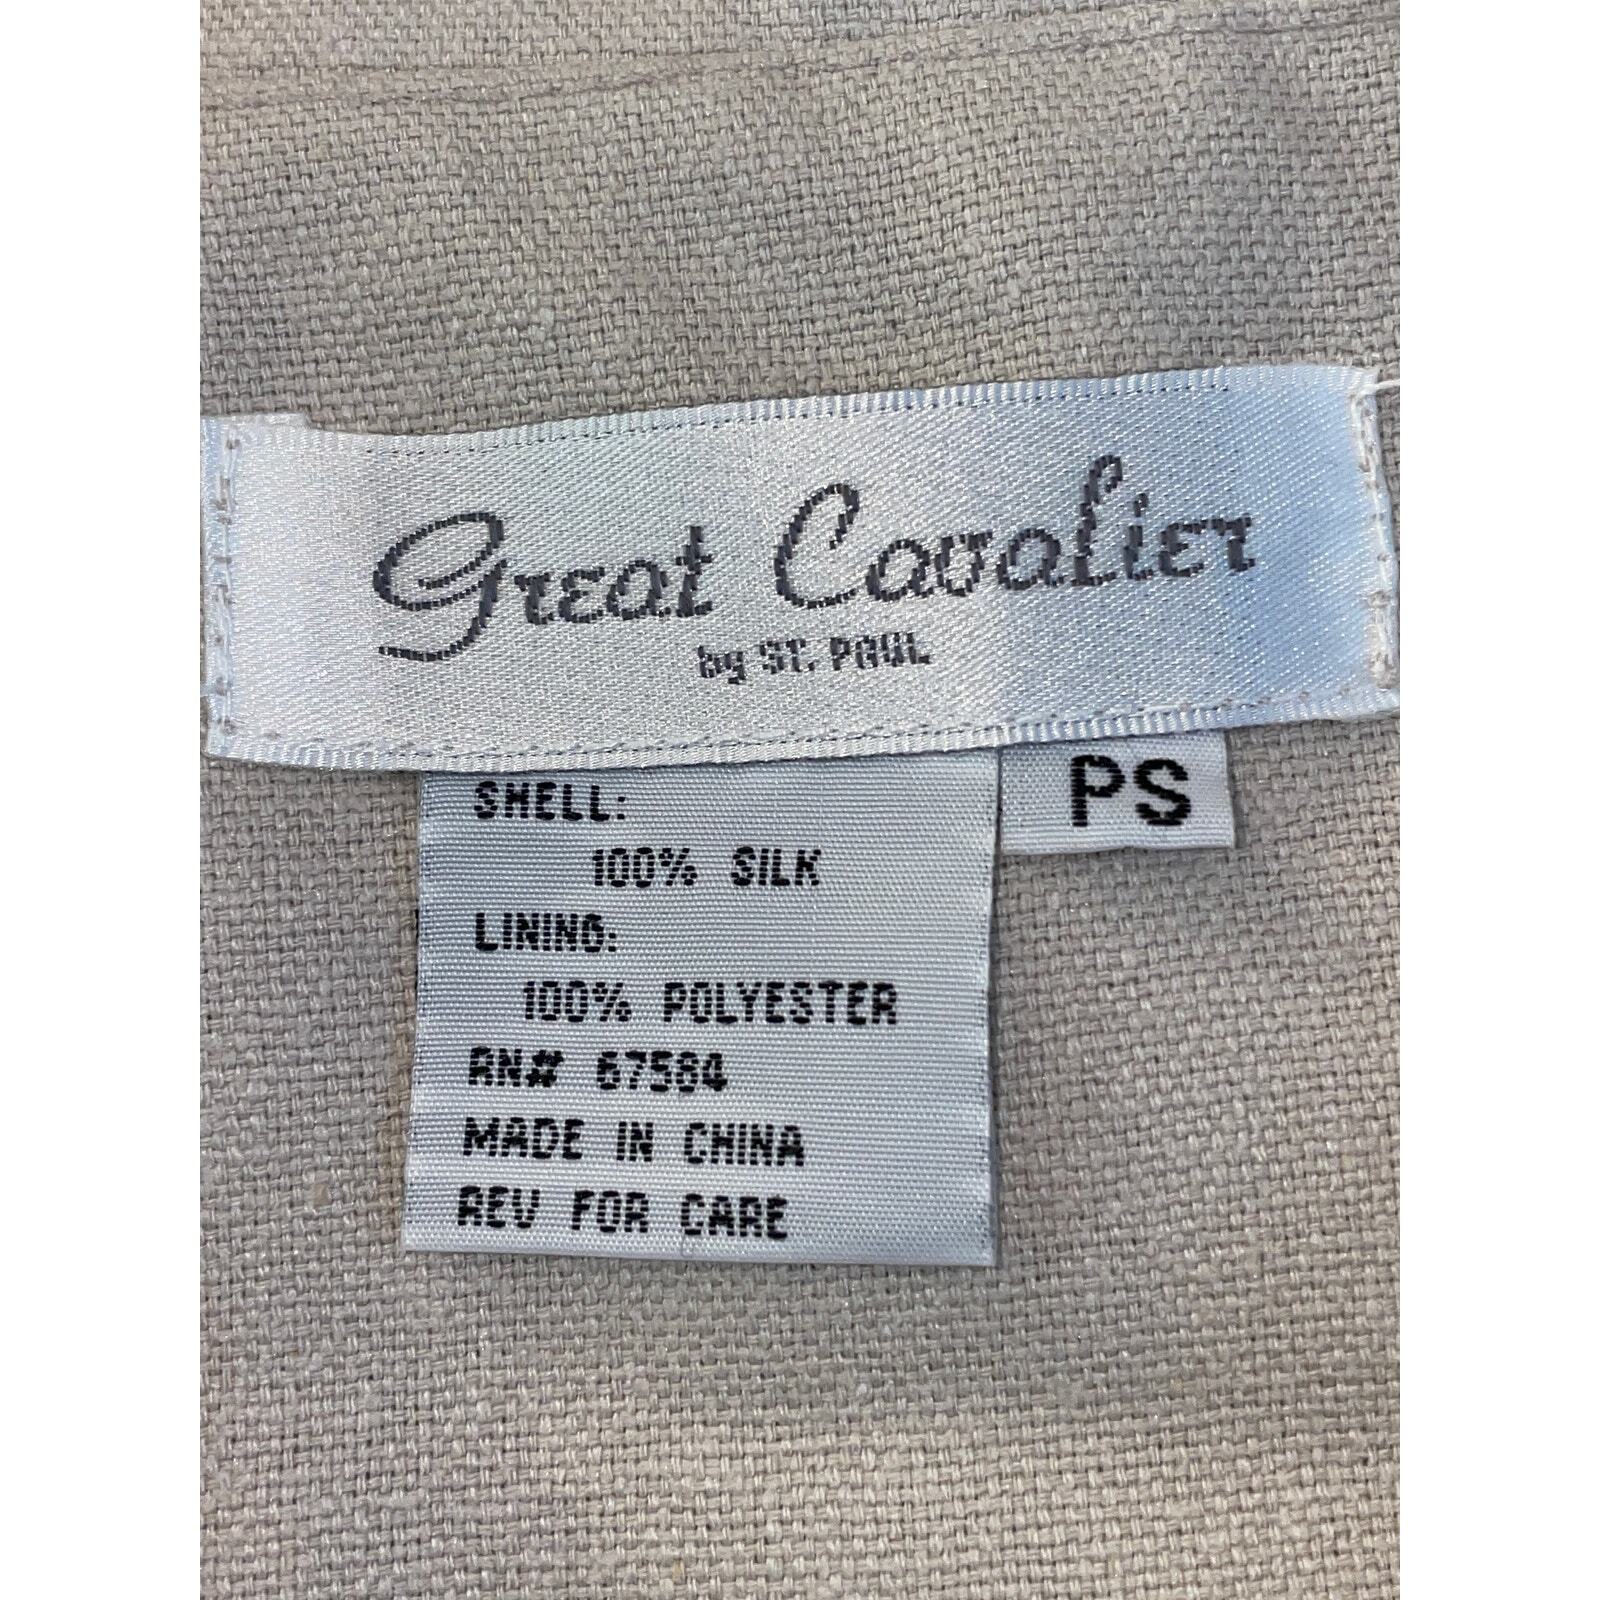 Great Cavalier
by ST. PAUL
PS
SHELL:
100% SILK
LINING:
100% POLYESTER
RN# 67584
MADE IN CHINA
REV FOR CARE